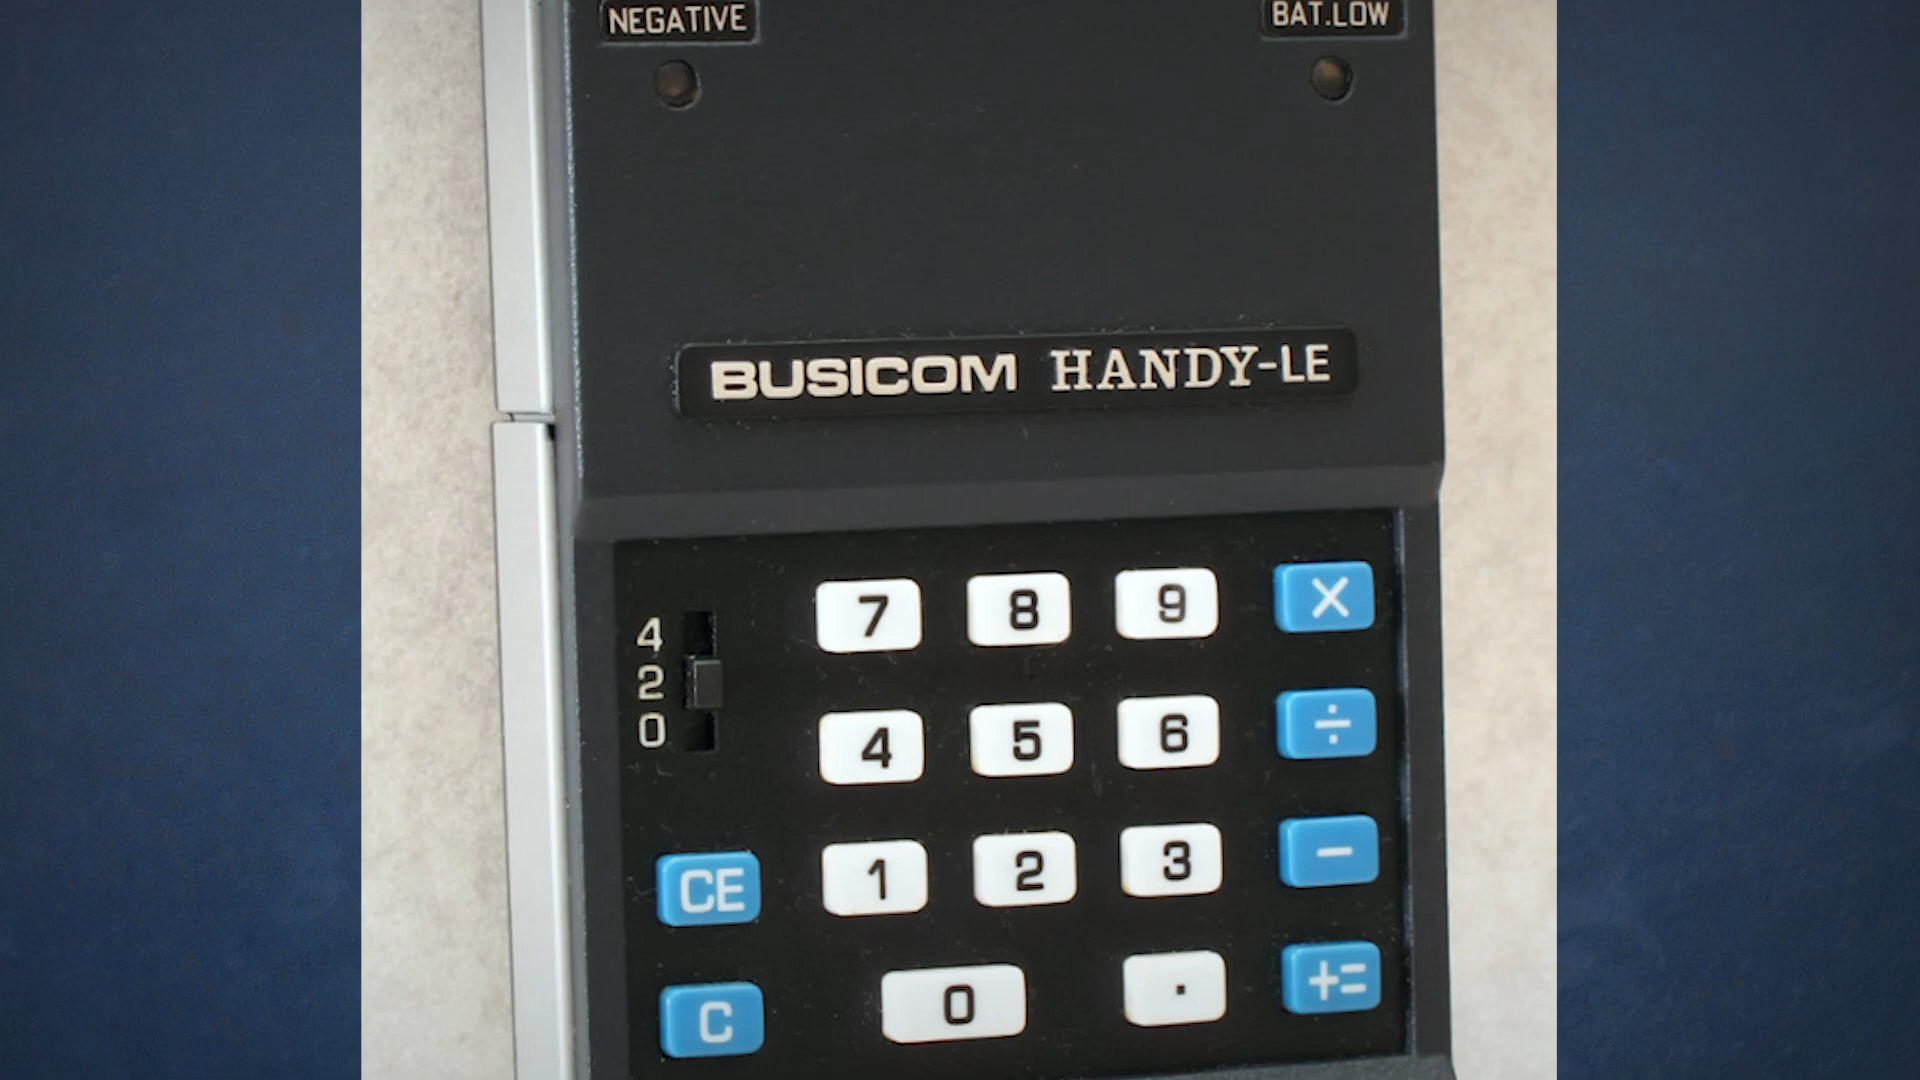 NEGATIVE BAT.LOW
BUSICOM HANDY-LE
4
2
0
7 8 9 ×
4 5 6 ÷
CE 1 2 3 −
C 0 . +=